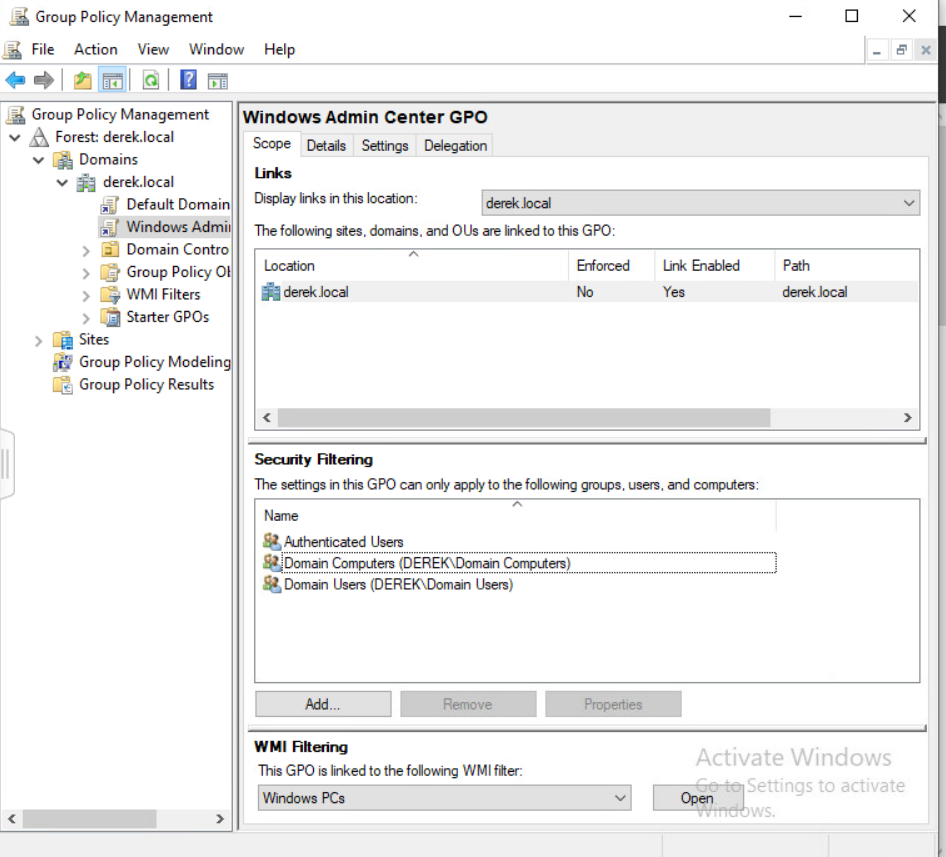 Group Policy Management
File Action View Window Help
Group Policy Management
Forest: derek.local
Domains
derek.local
Default Domain
Windows Admi
Domain Contro
Group Policy Ob
WMI Filters
Starter GPOs
Sites
Group Policy Modeling
Group Policy Results
Windows Admin Center GPO
Scope Details Settings Delegation
Links
Display links in this location: derek.local
The following sites, domains, and OUs are linked to this GPO:
Location Enforced Link Enabled Path
derek.local No Yes derek.local
Security Filtering
The settings in this GPO can only apply to the following groups, users, and computers:
Name
Authenticated Users
Domain Computers (DEREK\Domain Computers)
Domain Users (DEREK\Domain Users)
Add... Remove Properties
WMI Filtering
This GPO is linked to the following WMI filter:
Windows PCs Open
Activate Windows
Go to Settings to activate
Windows.